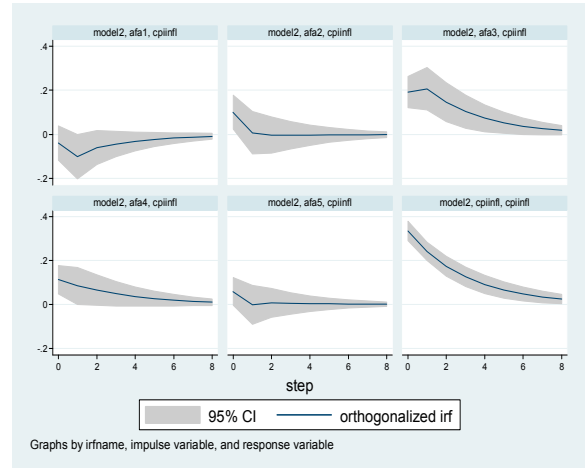 model2, afa1, cpiinfl
model2, afa2, cpiinfl
model2, afa3, cpiinfl
.4
.2
0
-.2
model2, afa4, cpiinfl
model2, afa5, cpiinfl
model2, cpiinfl, cpiinfl
.4
.2
0
-.2
0 2 4 6 8
0 2 4 6 8
0 2 4 6 8
step
95% CI
orthogonalized irf
Graphs by irfname, impulse variable, and response variable